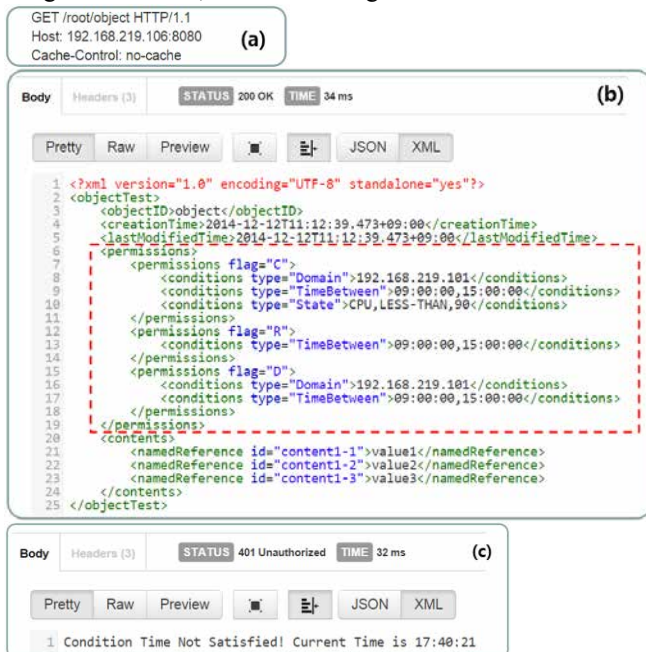 GET /root/object HTTP/1.1
Host: 192.168.219.106:8080
Cache-Control: no-cache
(a)
Body Headers (3) STATUS 200 OK TIME 34 ms (b)
Pretty Raw Preview JSON XML
1 <?xml version="1.0" encoding="UTF-8" standalone="yes"?>
2 <objectTest>
3 <objectID>object</objectID>
4 <creationTime>2014-12-12T11:12:39.473+09:00</creationTime>
5 <lastModifiedTime>2014-12-12T11:12:39.473+09:00</lastModifiedTime>
6 <permissions>
7 <permissions flag="C">
8 <conditions type="Domain">192.168.219.101</conditions>
9 <conditions type="TimeBetween">09:00:00,15:00:00</conditions>
10 <conditions type="State">CPU,LESS-THAN,90</conditions>
11 </permissions>
12 <permissions flag="R">
13 <conditions type="TimeBetween">09:00:00,15:00:00</conditions>
14 </permissions>
15 <permissions flag="D">
16 <conditions type="Domain">192.168.219.101</conditions>
17 <conditions type="TimeBetween">09:00:00,15:00:00</conditions>
18 </permissions>
19 </permissions>
20 <contents>
21 <namedReference id="content1-1">value1</namedReference>
22 <namedReference id="content1-2">value2</namedReference>
23 <namedReference id="content1-3">value3</namedReference>
24 </contents>
25 </objectTest>
Body Headers (3) STATUS 401 Unauthorized TIME 32 ms (c)
Pretty Raw Preview JSON XML
1 Condition Time Not Satisfied! Current Time is 17:40:21